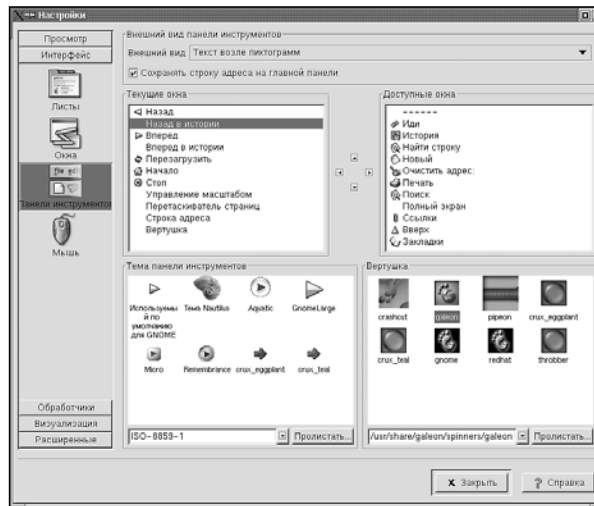 Настройки
Просмотр
Интерфейс
Листы
Окна
Панели инструментов
Мышь
Обработчики
Визуализация
Расширенные
Внешний вид панели инструментов
Внешний вид Текст возле пиктограмм
Сохранять строку адреса на главной панели
Текущие окна
Назад
Назад в истории
Вперед
Вперед в истории
Перезагрузить
Начало
Стоп
Управление масштабом
Перетаскиватель страниц
Строка адреса
Вертушка
Доступные окна
------
Иди
История
Найти строку
Новый
Очистить адрес:
Печать
Поиск
Полный экран
Ссылки
Вверх
Закладки
Тема панели инструментов
Используемы
й по
умолчанию
для GNOME
Тема Nautilus
Aquatic
GnomeLarge
Micro
Remembrance
crux_eggplant
crux_teal
ISO-8859-1
Пролистать...
Вертушка
crashout
galeon
pipeon
crux_eggplant
crux_teal
gnome
redhat
throbber
/usr/share/galeon/spinners/galeon
Пролистать...
X Закрыть
? Справка